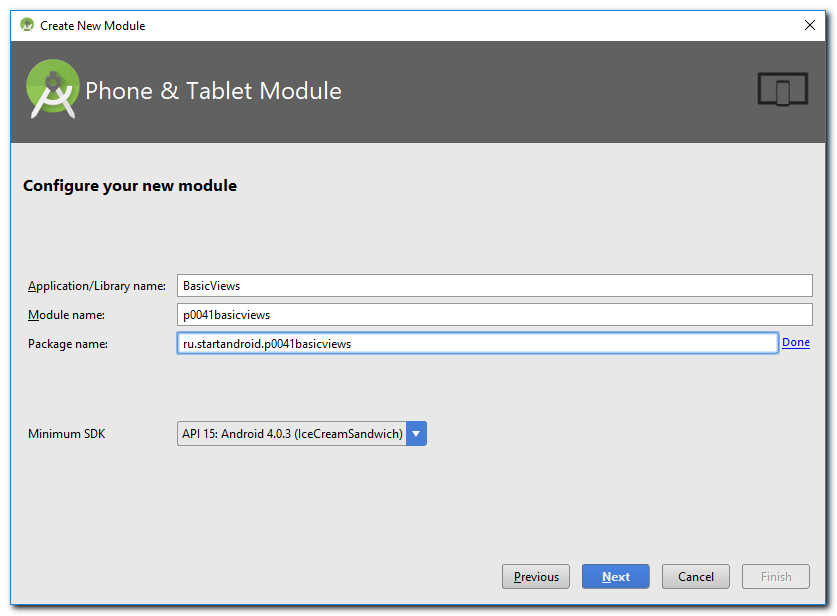 Create New Module
Phone & Tablet Module
Configure your new module
Application/Library name: BasicViews
Module name: p0041basicviews
Package name: ru.startandroid.p0041basicviews Done
Minimum SDK API 15: Android 4.0.3 (IceCreamSandwich)
Previous Next Cancel Finish